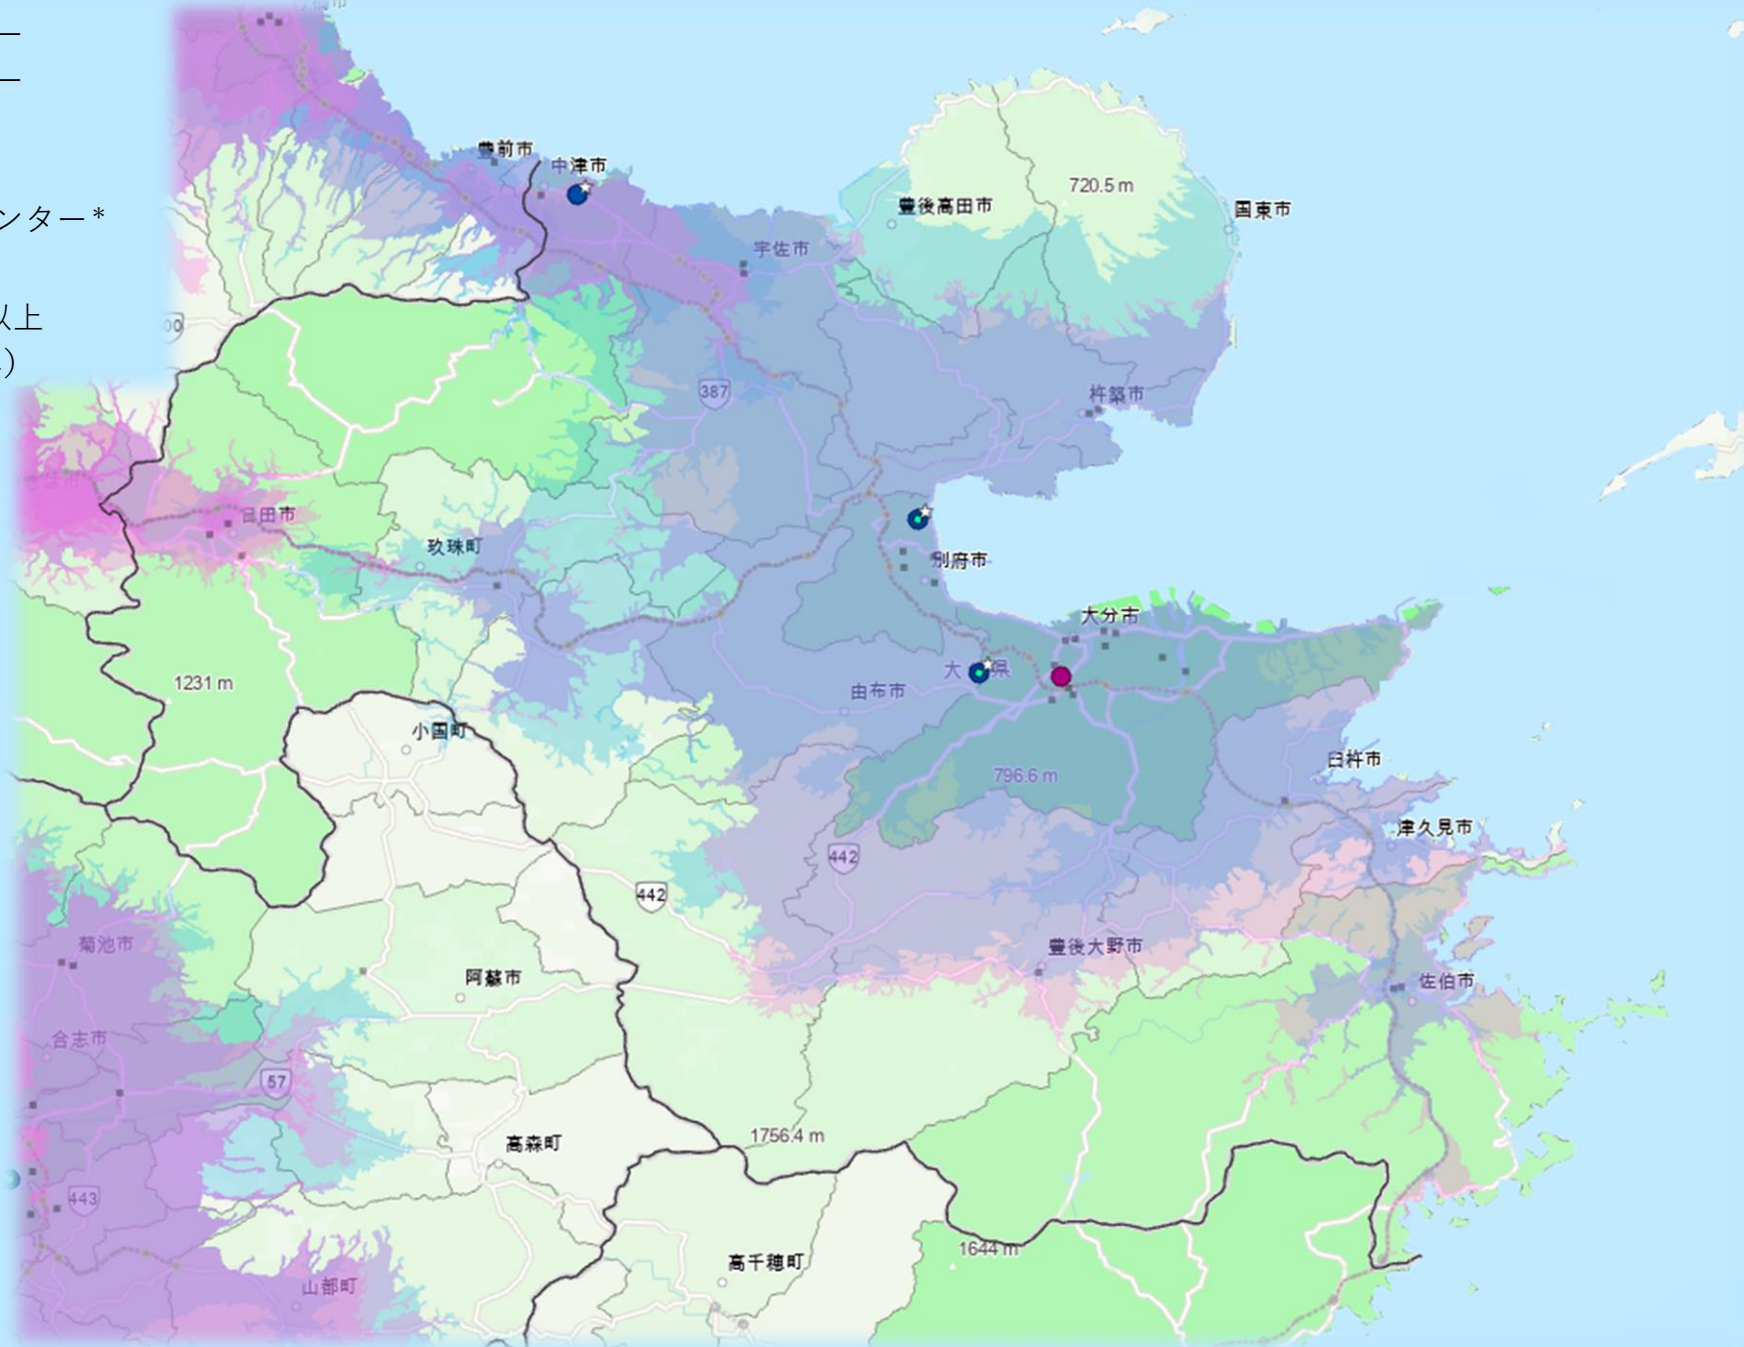 豊前市
中津市
ンター*
720.5 m
豊後高田市
国東市
宇佐市
以上
387
杵築市
日田市
玖珠町
別府市
大分市
大
県
1231 m
由布市
小国町
臼杵市
796.6 m
津久見市
442
442
菊池市
豊後大野市
阿蘇市
佐伯市
合志市
57
1756.4 m
高森町
443
1644 m
高千穂町
山都町